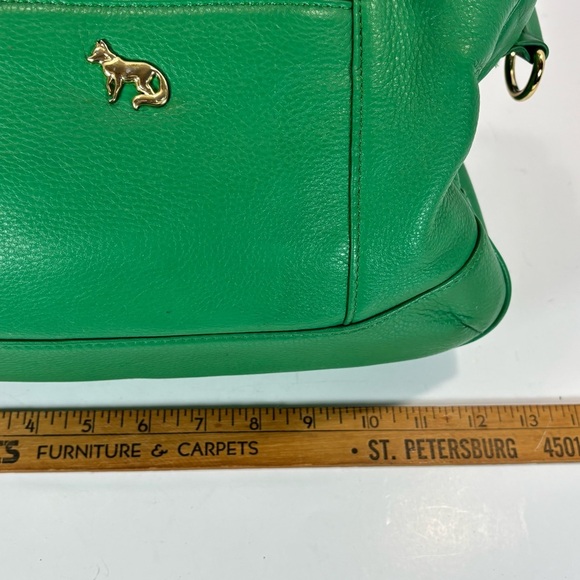 4 5 6 7 8 9 10 11 12 13
FURNITURE & CARPETS • ST. PETERSBURG 4501